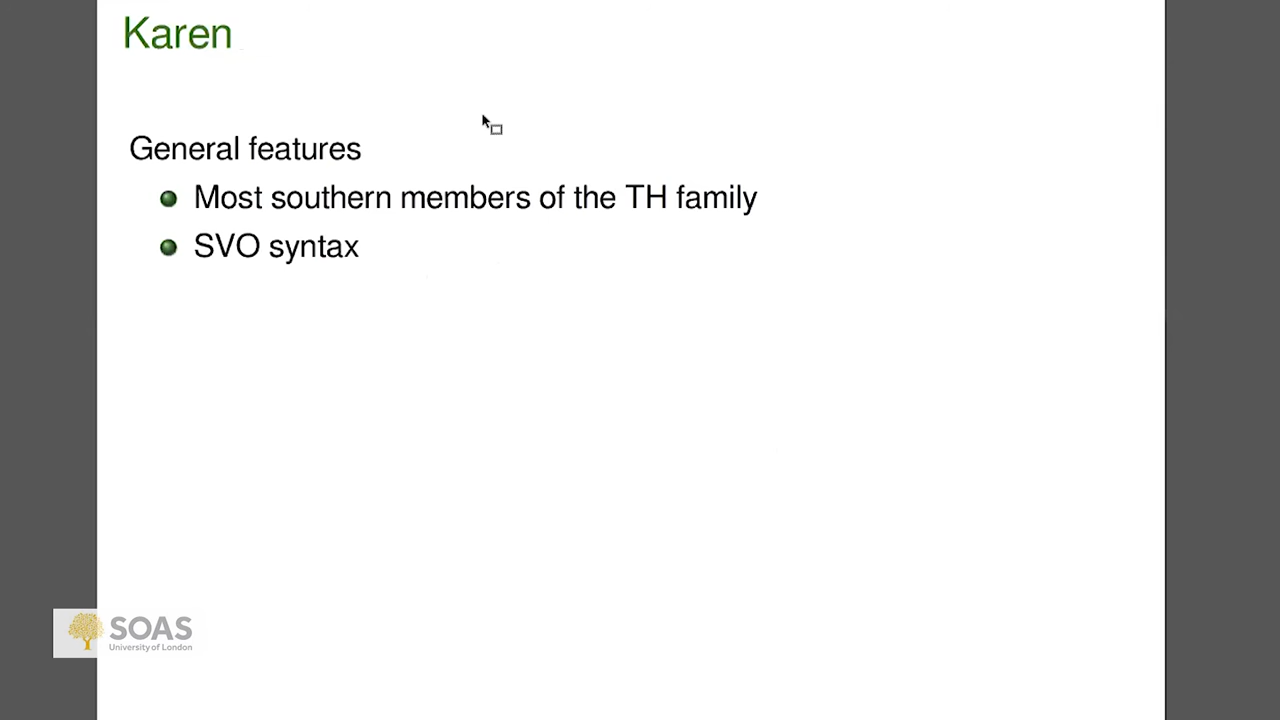 Karen
General features
Most southern members of the TH family
SVO syntax
SOAS
University of London